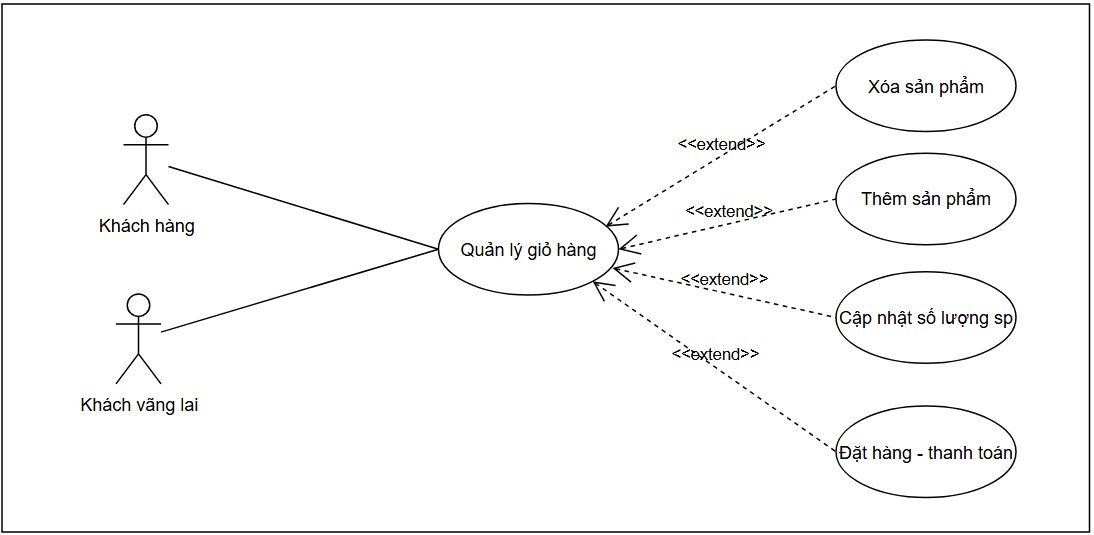 Xóa sản phẩm
<<extend>>
Khách hàng
Thêm sản phẩm
<<extend>>
Quản lý giỏ hàng
<<extend>>
Cập nhật số lượng sp
<<extend>>
Khách vãng lai
Đặt hàng - thanh toán